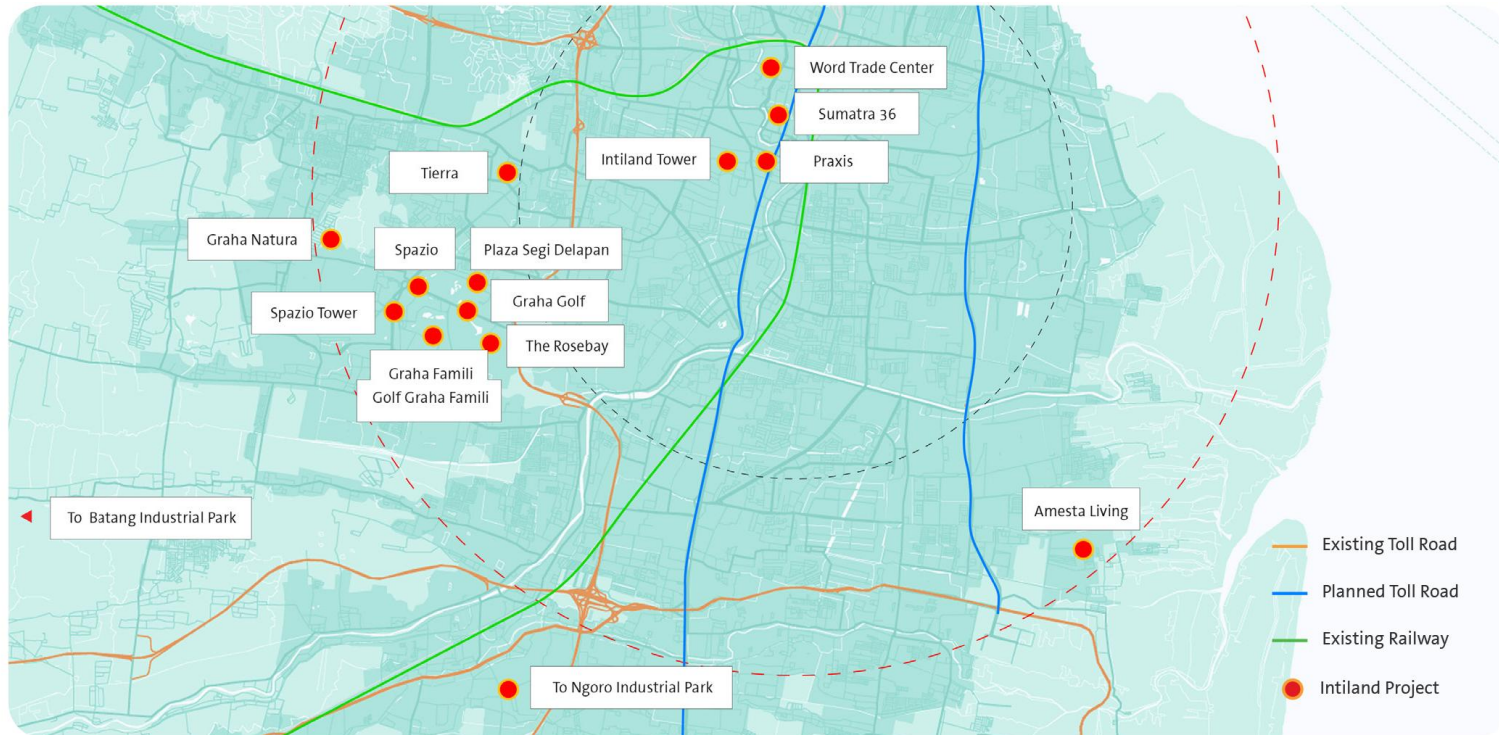 Word Trade Center
Sumatra 36
Intiland Tower
Praxis
Tierra
Graha Natura
Spazio
Plaza Segi Delapan
Graha Golf
Spazio Tower
The Rosebay
Graha Famili
Golf Graha Famili
To Batang Industrial Park
Amesta Living
To Ngoro Industrial Park
Existing Toll Road
Planned Toll Road
Existing Railway
Intiland Project